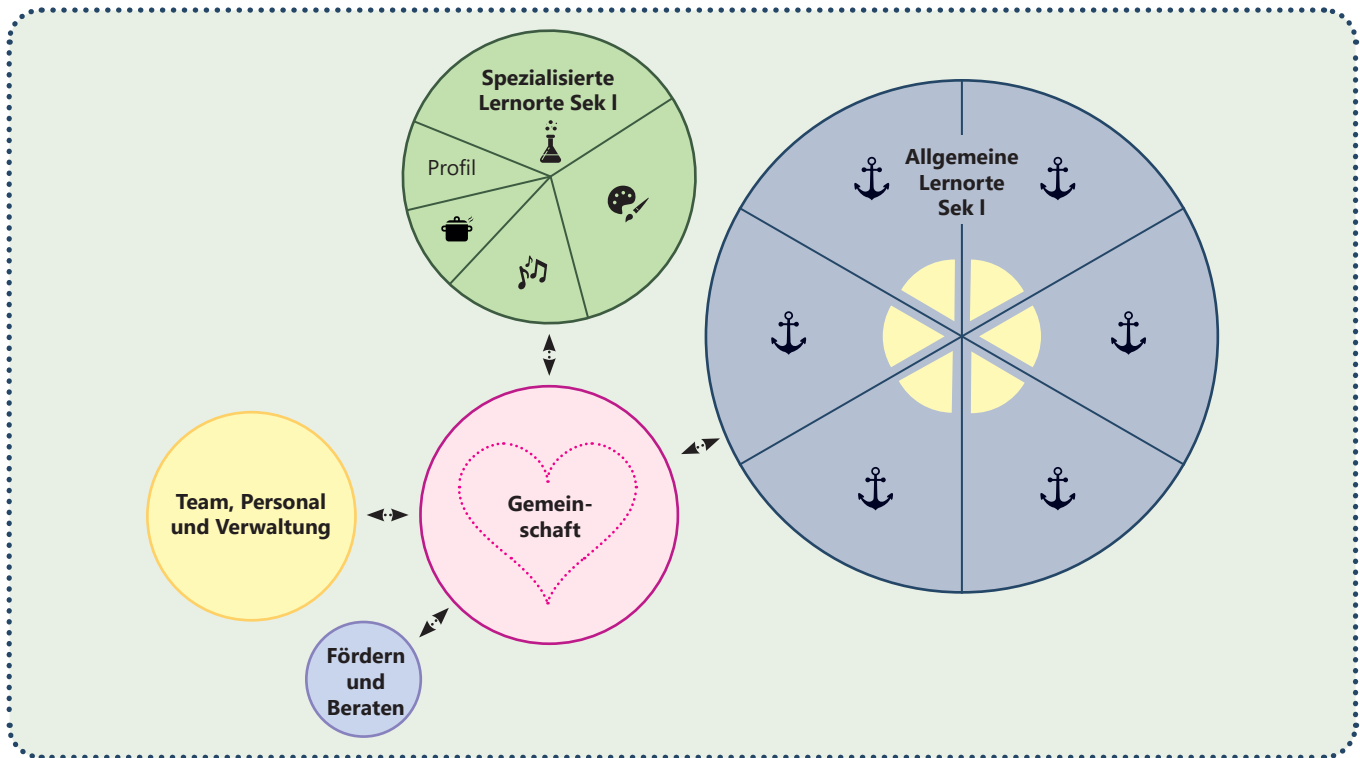 Spezialisierte
Lernorte Sek I
Profil
Allgemeine
Lernorte
Sek I
Gemein-
schaft
Team, Personal
und Verwaltung
Fördern
und
Beraten